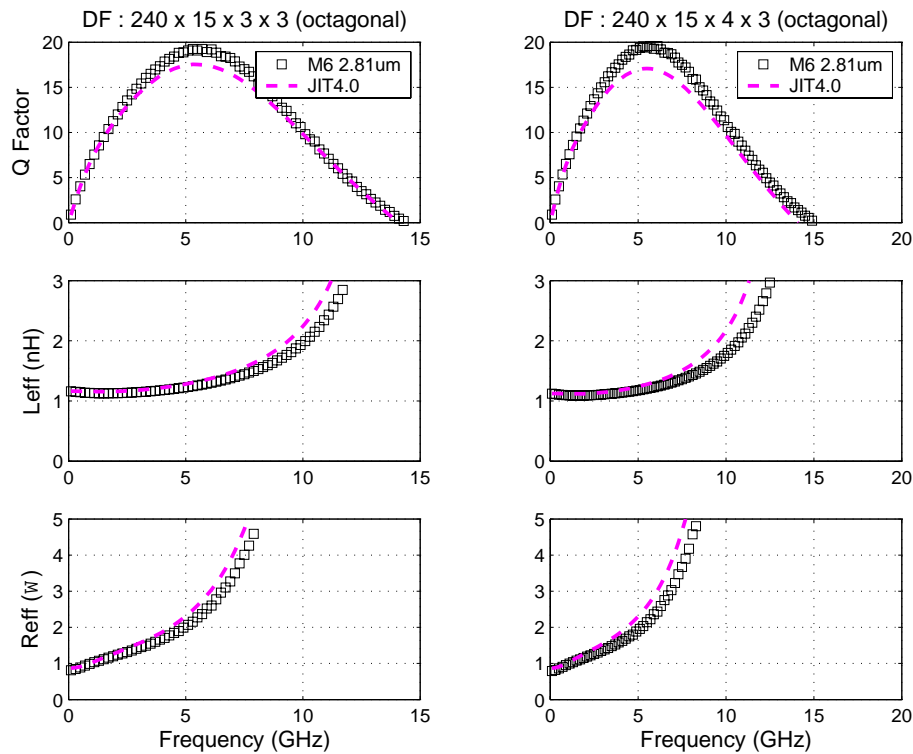 DF : 240 x 15 x 3 x 3 (octagonal)
20
15
10
5
0
Q Factor
M6 2.81um
JIT4.0
0 5 10 15
DF : 240 x 15 x 4 x 3 (octagonal)
20
15
10
5
0
M6 2.81um
JIT4.0
0 5 10 15 20
3
2
1
0
Leff (nH)
0 5 10 15
3
2
1
0
0 5 10 15 20
5
4
3
2
1
0
Reff (w)
0 5 10 15
Frequency (GHz)
5
4
3
2
1
0
0 5 10 15 20
Frequency (GHz)